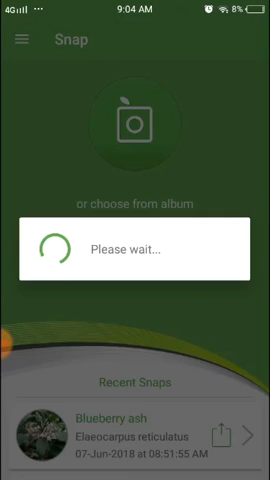 4G 9:04 AM 8%
Snap
or choose from album
Please wait...
Recent Snaps
Blueberry ash
Elaeocarpus reticulatus
07-Jun-2018 at 08:51:55 AM